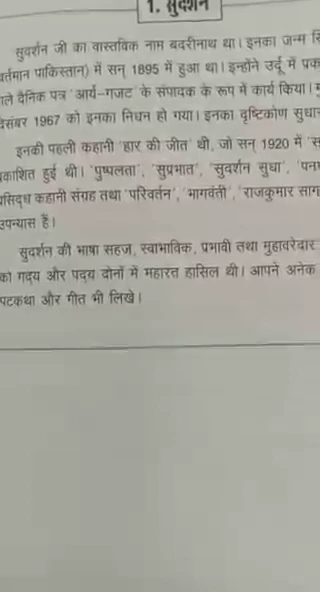 1. सुदर्शन
सुदर्शन जी का वास्तविक नाम बदरीनाथ था। इनका जन्म
वर्तमान पाकिस्तान) में सन् 1895 में हुआ था। इन्होंने उर्दू में
दैनिक पत्र 'आर्य-गजट' के संपादक के रूप में कार्य किया।
दिसंबर 1967 को इनका निधन हो गया। इनका दृष्टिकोण
इनकी पहली कहानी 'हार की जीत' थी, जो सन् 1920 में
प्रकाशित हुई थी। 'पुष्पलता', 'सुप्रभात', 'सुदर्शन सुधा',
प्रसिद्ध कहानी संग्रह तथा 'परिवर्तन', 'भागवंती', 'राजकुमार
उपन्यास हैं।
सुदर्शन की भाषा सहज, स्वाभाविक, प्रभावी तथा मुहावरेदार
को गद्य और पद्य दोनों में महारत हासिल थी। आपने अनेक
पटकथा और गीत भी लिखे।